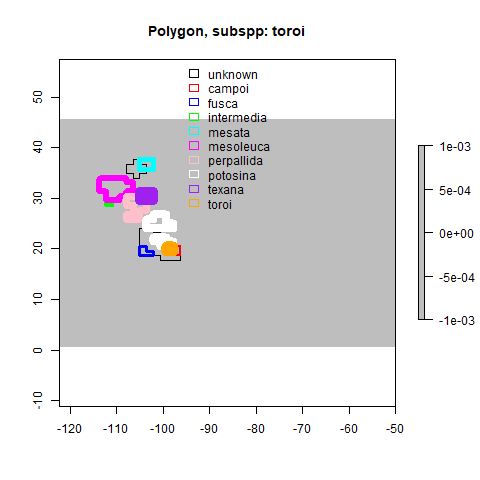 Polygon, subspp: toroi
unknown
campoi
fusca
intermedia
mesata
mesoleuca
perpallida
potosina
texana
toroi
50
40
30
20
10
0
-10
-120 -110 -100 -90 -80 -70 -60 -50
1e-03
5e-04
0e+00
-5e-04
-1e-03